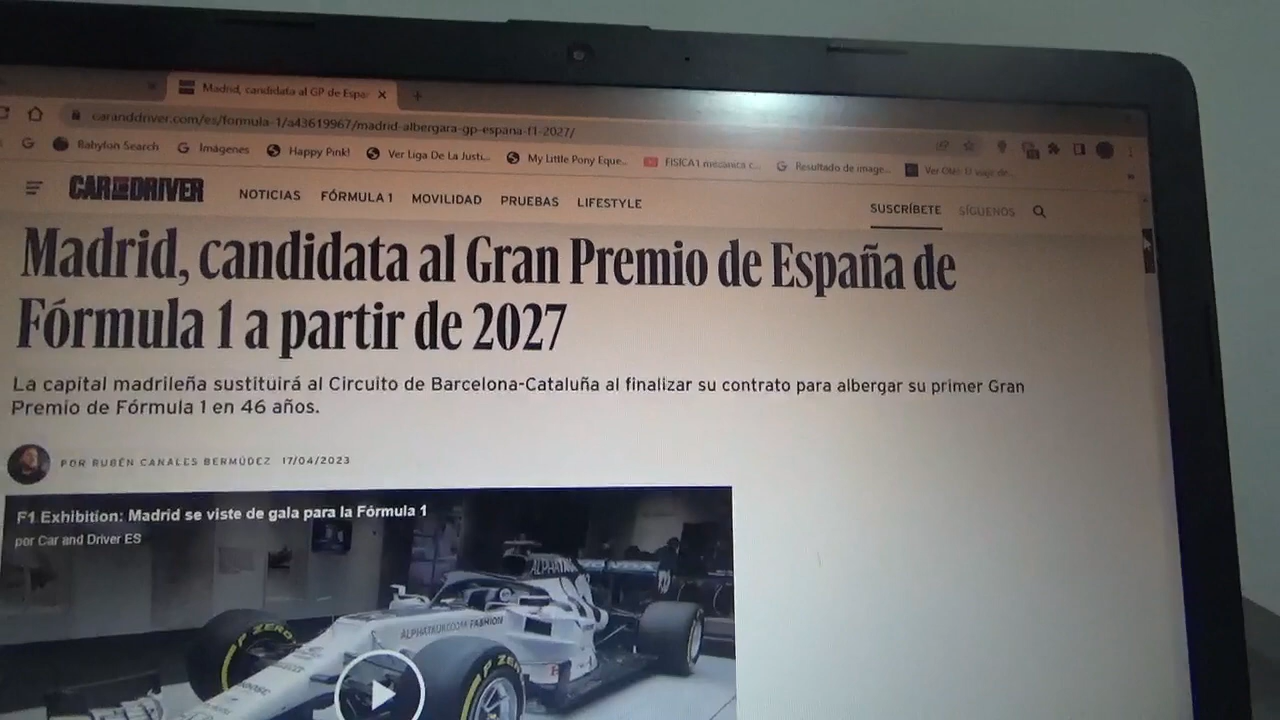 Madrid, candidata al GP de Espa
caranddriver.com/es/formula-1/a43619967/madrid-albergara-gp-espana-f1-2027/
Babylon Search Imágenes Happy Pink! Ver Liga De La Justi... My Little Pony Eque... FISICA1 mecánica c... Resultado de image...
CAR AND DRIVER NOTICIAS FÓRMULA 1 MOVILIDAD PRUEBAS LIFESTYLE SUSCRÍBETE SÍGUENOS
Madrid, candidata al Gran Premio de España de
Fórmula 1 a partir de 2027
La capital madrileña sustituirá al Circuito de Barcelona-Cataluña al finalizar su contrato para albergar su primer Gran
Premio de Fórmula 1 en 46 años.
POR RUBÉN CANALES BERMÚDEZ 17/04/2023
F1 Exhibition: Madrid se viste de gala para la Fórmula 1
por Car and Driver ES
ALPHATAURI
ALPHATAURI.COM FASHION
P ZERO
P ZE